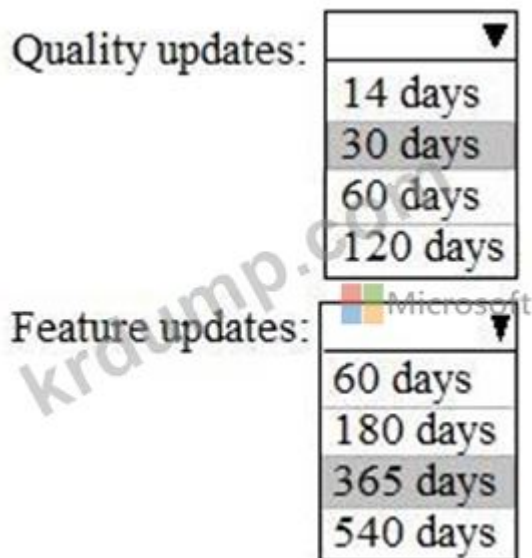 Quality updates: ▼
14 days
30 days
60 days
120 days
Microsoft
Feature updates: ▼
60 days
180 days
365 days
540 days
krdump.com